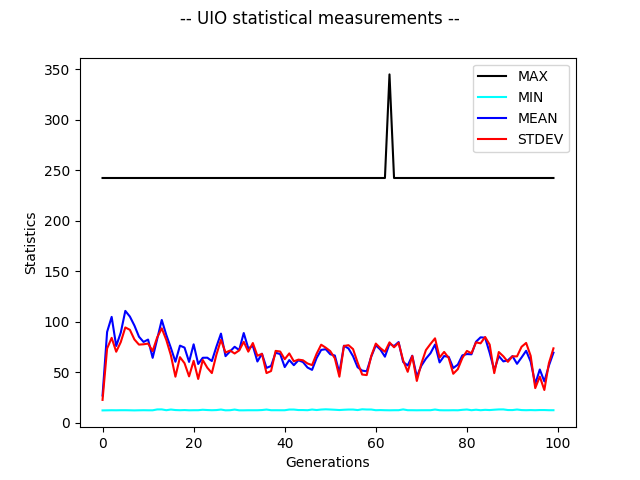 -- UIO statistical measurements --
350
300
250
200
150
100
50
0
Statistics
MAX
MIN
MEAN
STDEV
0 20 40 60 80 100
Generations